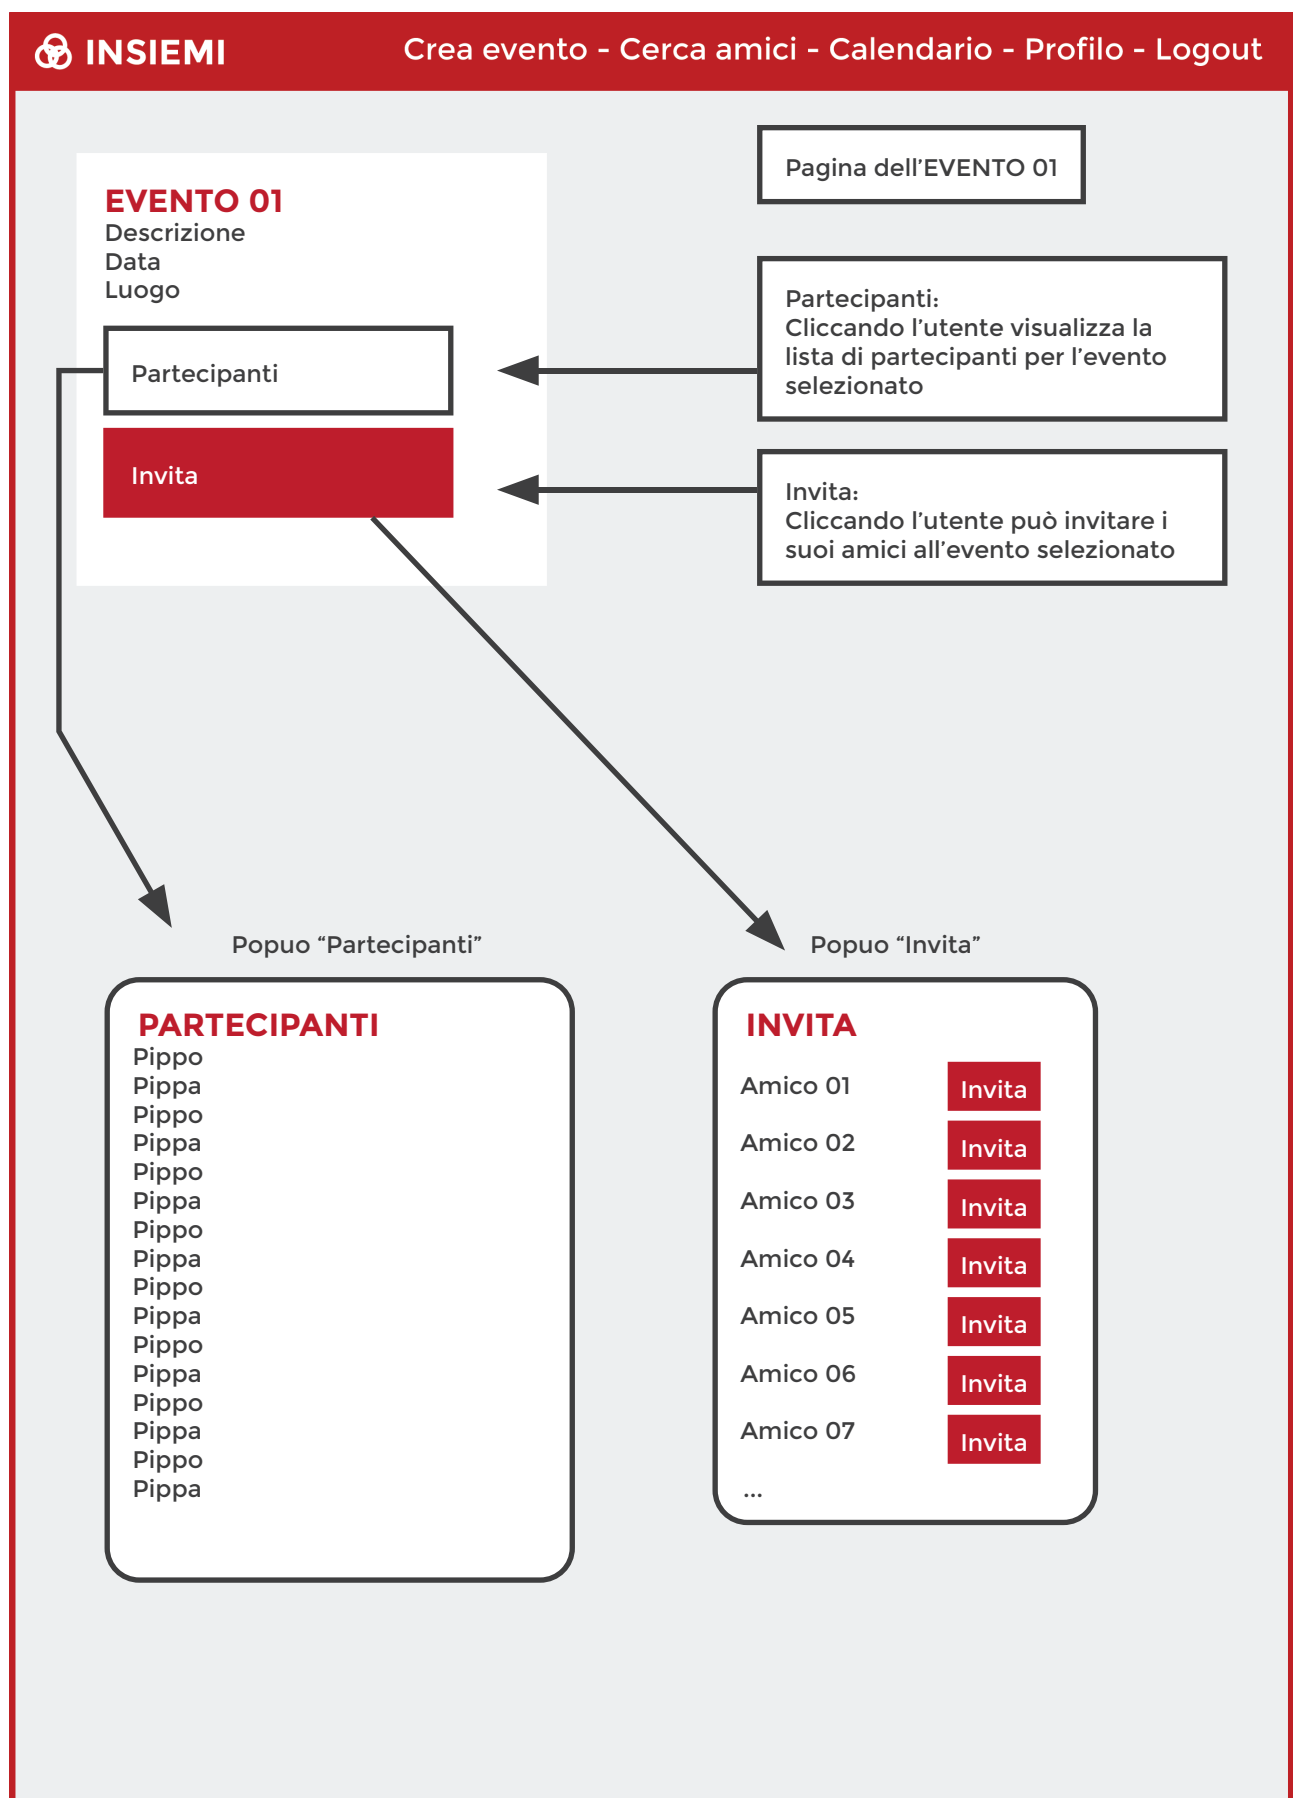 INSIEMI
Crea evento - Cerca amici - Calendario - Profilo - Logout
EVENTO 01
Descrizione
Data
Luogo
Partecipanti
Invita
Pagina dell'EVENTO 01
Partecipanti:
Cliccando l'utente visualizza la
lista di partecipanti per l'evento
selezionato
Invita:
Cliccando l'utente può invitare i
suoi amici all'evento selezionato
Popuo “Partecipanti”
PARTECIPANTI
Pippo
Pippa
Pippo
Pippa
Pippo
Pippa
Pippo
Pippa
Pippo
Pippa
Pippo
Pippa
Pippo
Pippa
Pippo
Pippa
Popuo “Invita”
INVITA
Amico 01 Invita
Amico 02 Invita
Amico 03 Invita
Amico 04 Invita
Amico 05 Invita
Amico 06 Invita
Amico 07 Invita
...